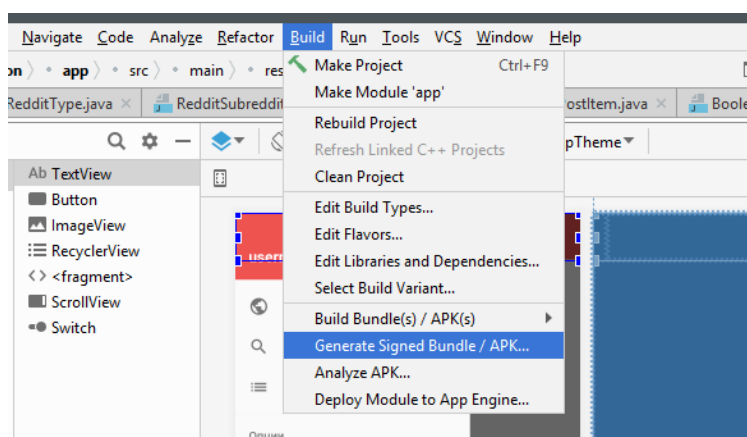 Navigate Code Analyze Refactor Build Run Tools VCS Window Help
on app src main res
Make Project Ctrl+F9
Make Module 'app'
RedditType.java RedditSubreddit ostItem.java Boole
Rebuild Project
Refresh Linked C++ Projects
pTheme
Clean Project
Ab TextView
Button
ImageView
RecyclerView
<> <fragment>
ScrollView
Switch
Edit Build Types...
Edit Flavors...
Edit Libraries and Dependencies...
Select Build Variant...
Build Bundle(s) / APK(s)
Generate Signed Bundle / APK...
Analyze APK...
Deploy Module to App Engine...
usern
Опции